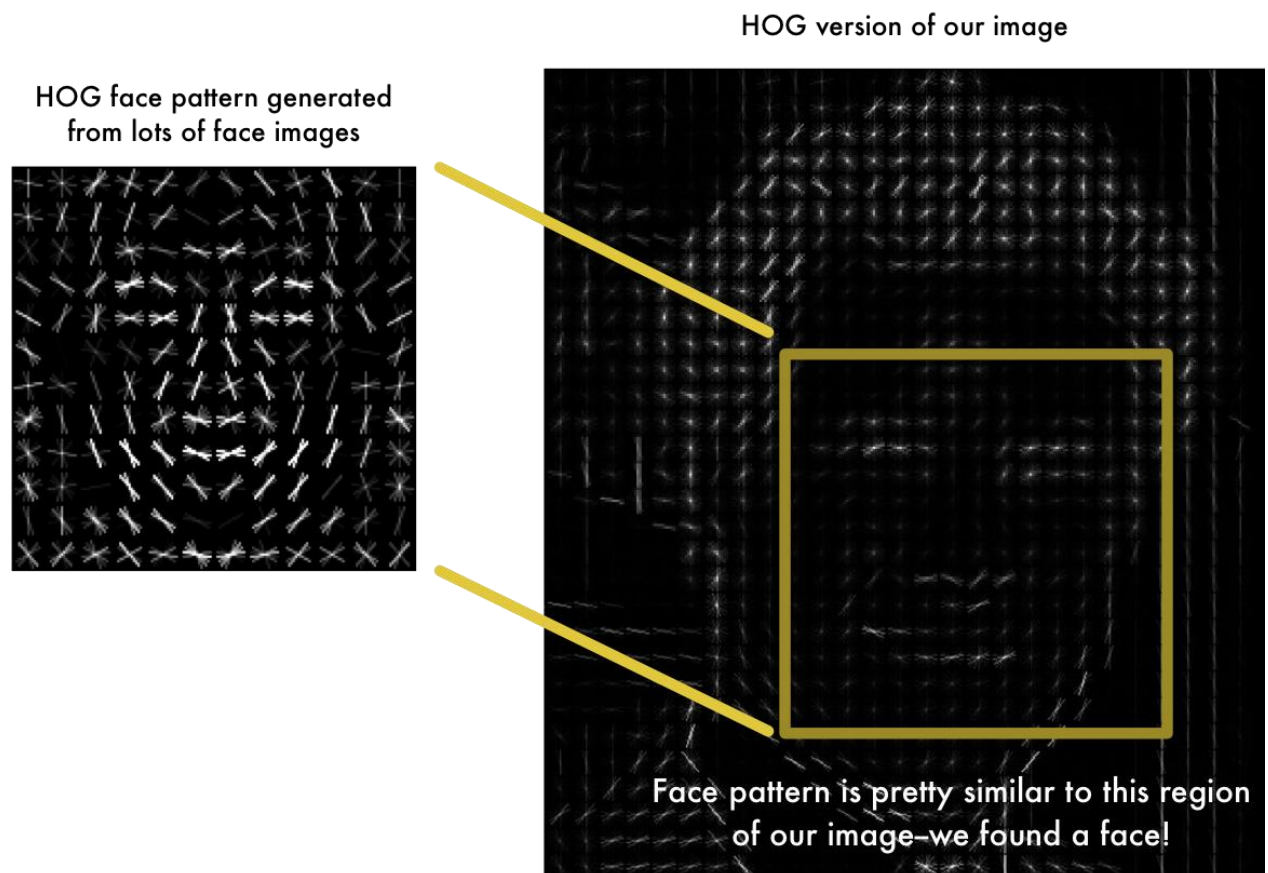 HOG version of our image
HOG face pattern generated
from lots of face images
Face pattern is pretty similar to this region
of our image–we found a face!